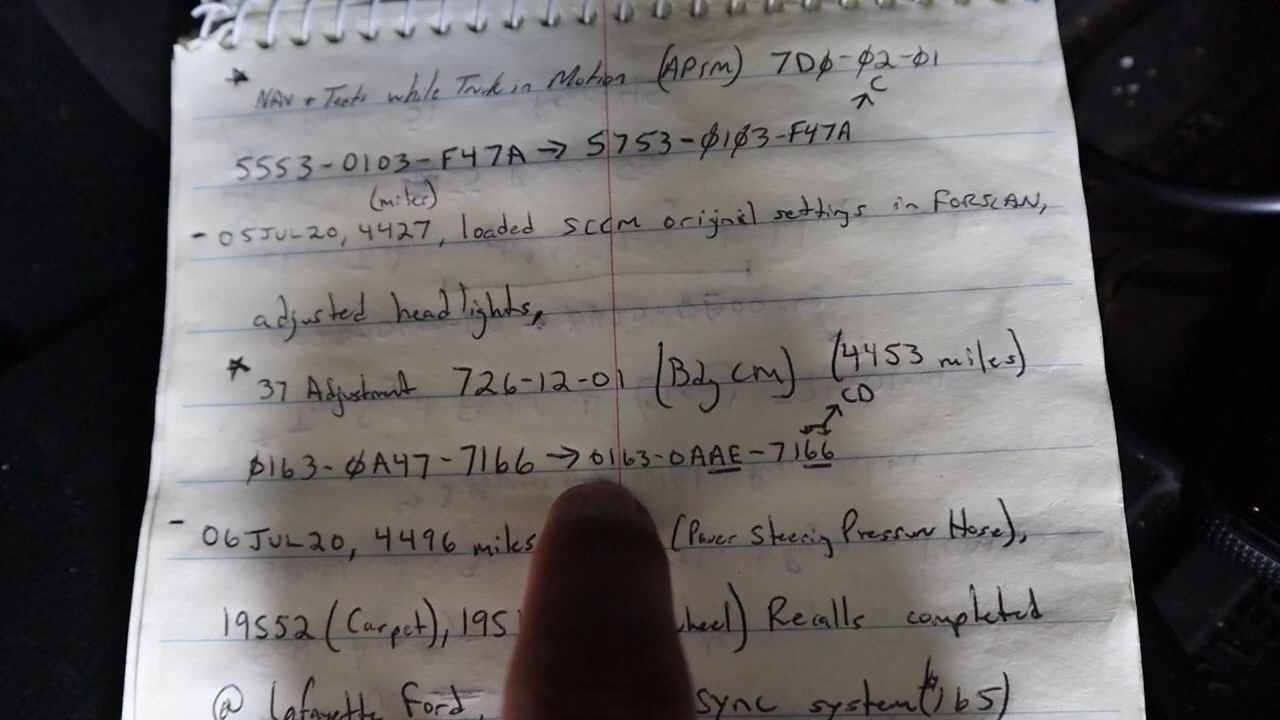 * NAV + Texts while Truck in Motion (APIM) 7DØ-Ø2-Ø1
C
5553-0103-F47A → 5753-Ø1Ø3-F47A
(miles)
- 05JUL20, 4427, loaded SCCM original settings in FORSCAN,
adjusted headlights,
* 37 Adjustment 726-12-01 (Bdy CM) (4453 miles)
CD
Ø163-ØA47-7166 → 0163-0AAE-7166
- 06JUL20, 4496 miles (Power Steering Pressure Hose),
19S52 (Carpet), 19S heel) Recalls completed
@ Lafayette Ford, sync system